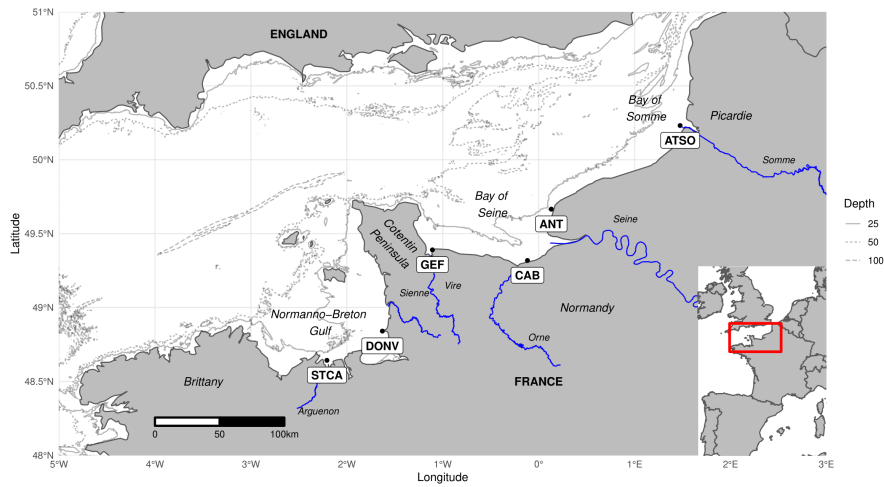 51°N
50.5°N
50°N
49.5°N
49°N
48.5°N
48°N
Latitude
ENGLAND
Bay of
Somme
Picardie
ATSO
Somme
Bay of
Seine
ANT
Seine
Cotentin
Peninsula
GEF
CAB
Sienne
Vire
Normandy
Normanno−Breton
Gulf
DONV
Orne
STCA
Brittany
FRANCE
Arguenon
0
50
100km
Depth
25
50
100
5°W
4°W
3°W
2°W
1°W
0°
1°E
2°E
3°E
Longitude